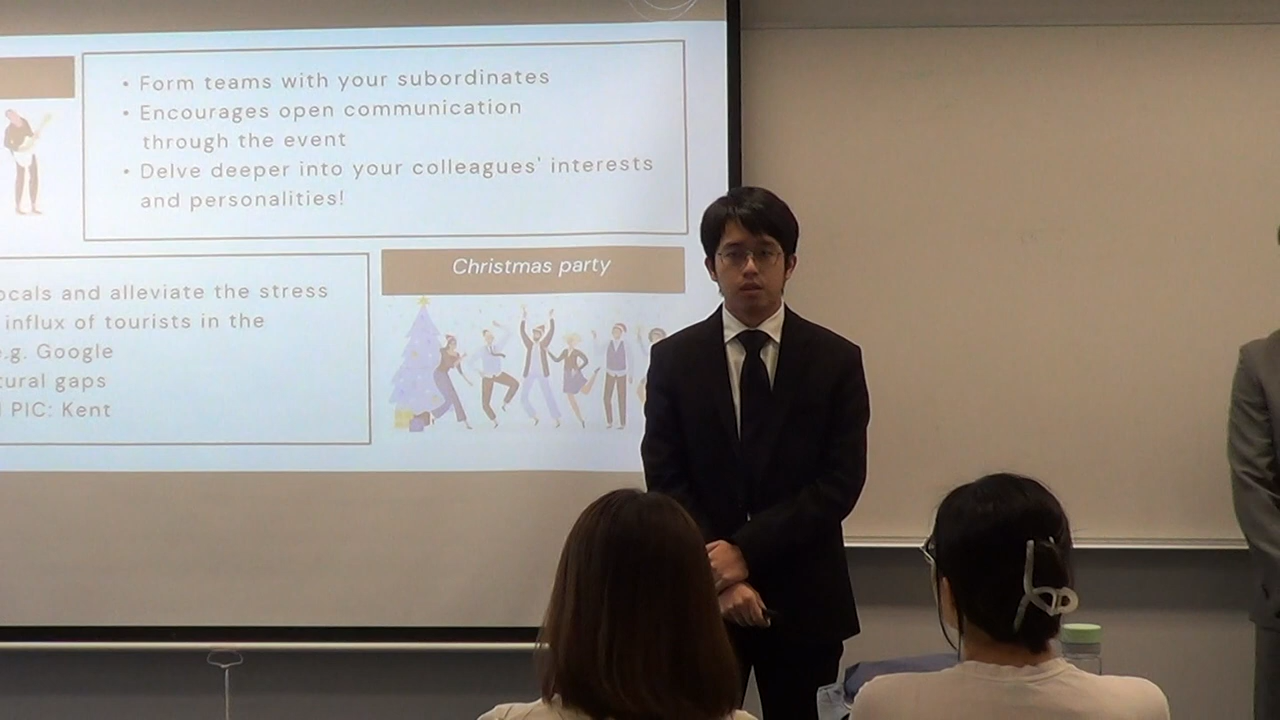 • Form teams with your subordinates
• Encourages open communication
through the event
• Delve deeper into your colleagues' interests
and personalities!
ocals and alleviate the stress
influx of tourists in the
e.g. Google
tural gaps
PIC: Kent
Christmas party